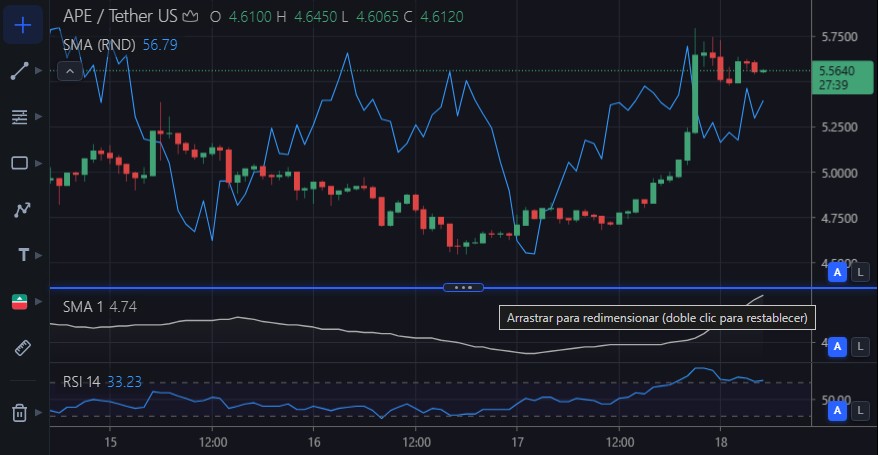 APE / Tether US O 4.6100 H 4.6450 L 4.6065 C 4.6120
SMA (RND) 56.79
5.7500
5.5640
27:39
5.2500
5.0000
4.7500
A L
SMA 1 4.74
Arrastrar para redimensionar (doble clic para restablecer)
A L
RSI 14 33.23
A L
15 12:00 16 12:00 17 12:00 18
T